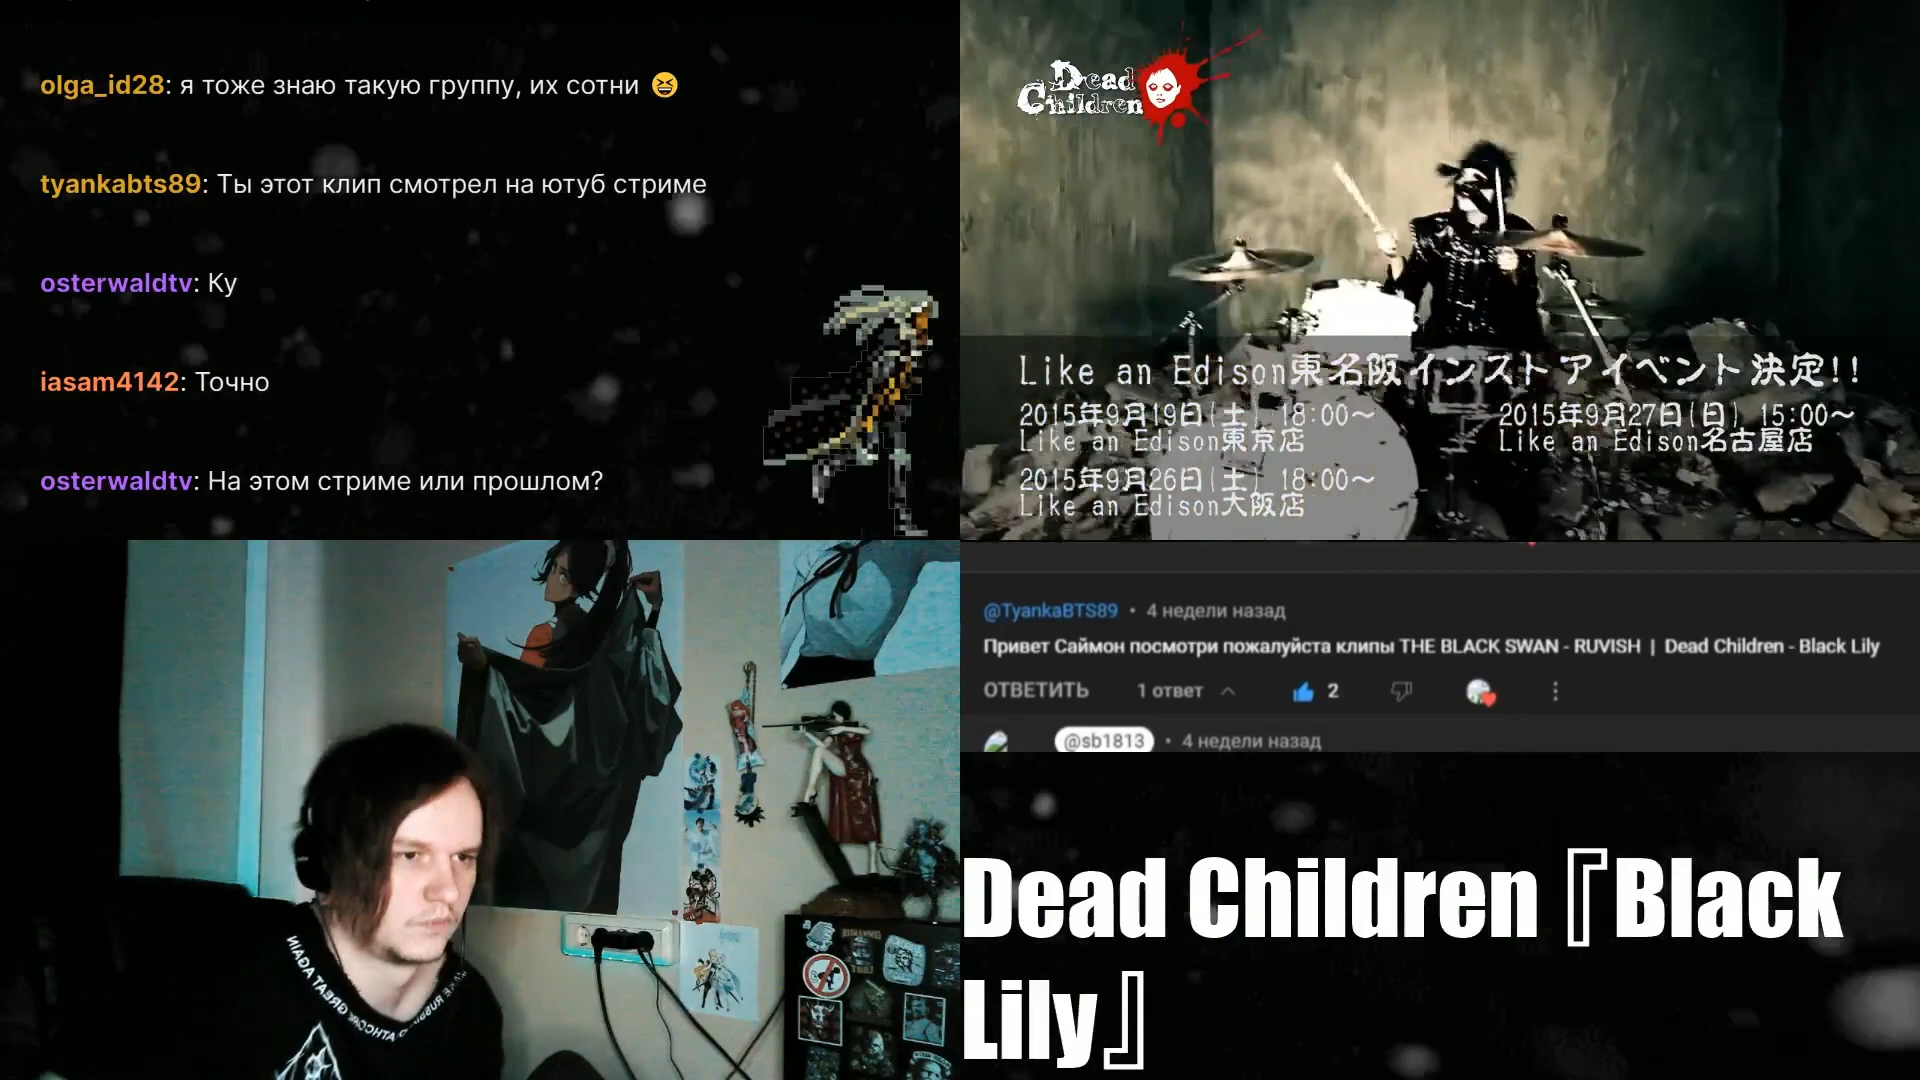 olga_id28: я тоже знаю такую группу, их сотни 😆
tyankabts89: Ты этот клип смотрел на ютуб стриме
osterwaldtv: Ку
iasam4142: Точно
osterwaldtv: На этом стриме или прошлом?
Dead
Children
Like an Edison東名阪インストアイベント決定!!
2015年9月19日(土) 18:00～
Like an Edison東京店
2015年9月27日(日) 15:00～
Like an Edison名古屋店
2015年9月26日(土) 18:00～
Like an Edison大阪店
@TyankaBTS89 • 4 недели назад
Привет Саймон посмотри пожалуйста клипы THE BLACK SWAN - RUVISH | Dead Children - Black Lily
ОТВЕТИТЬ 1 ответ 2
@sb1813 • 4 недели назад
Dead Children『Black
Lily』